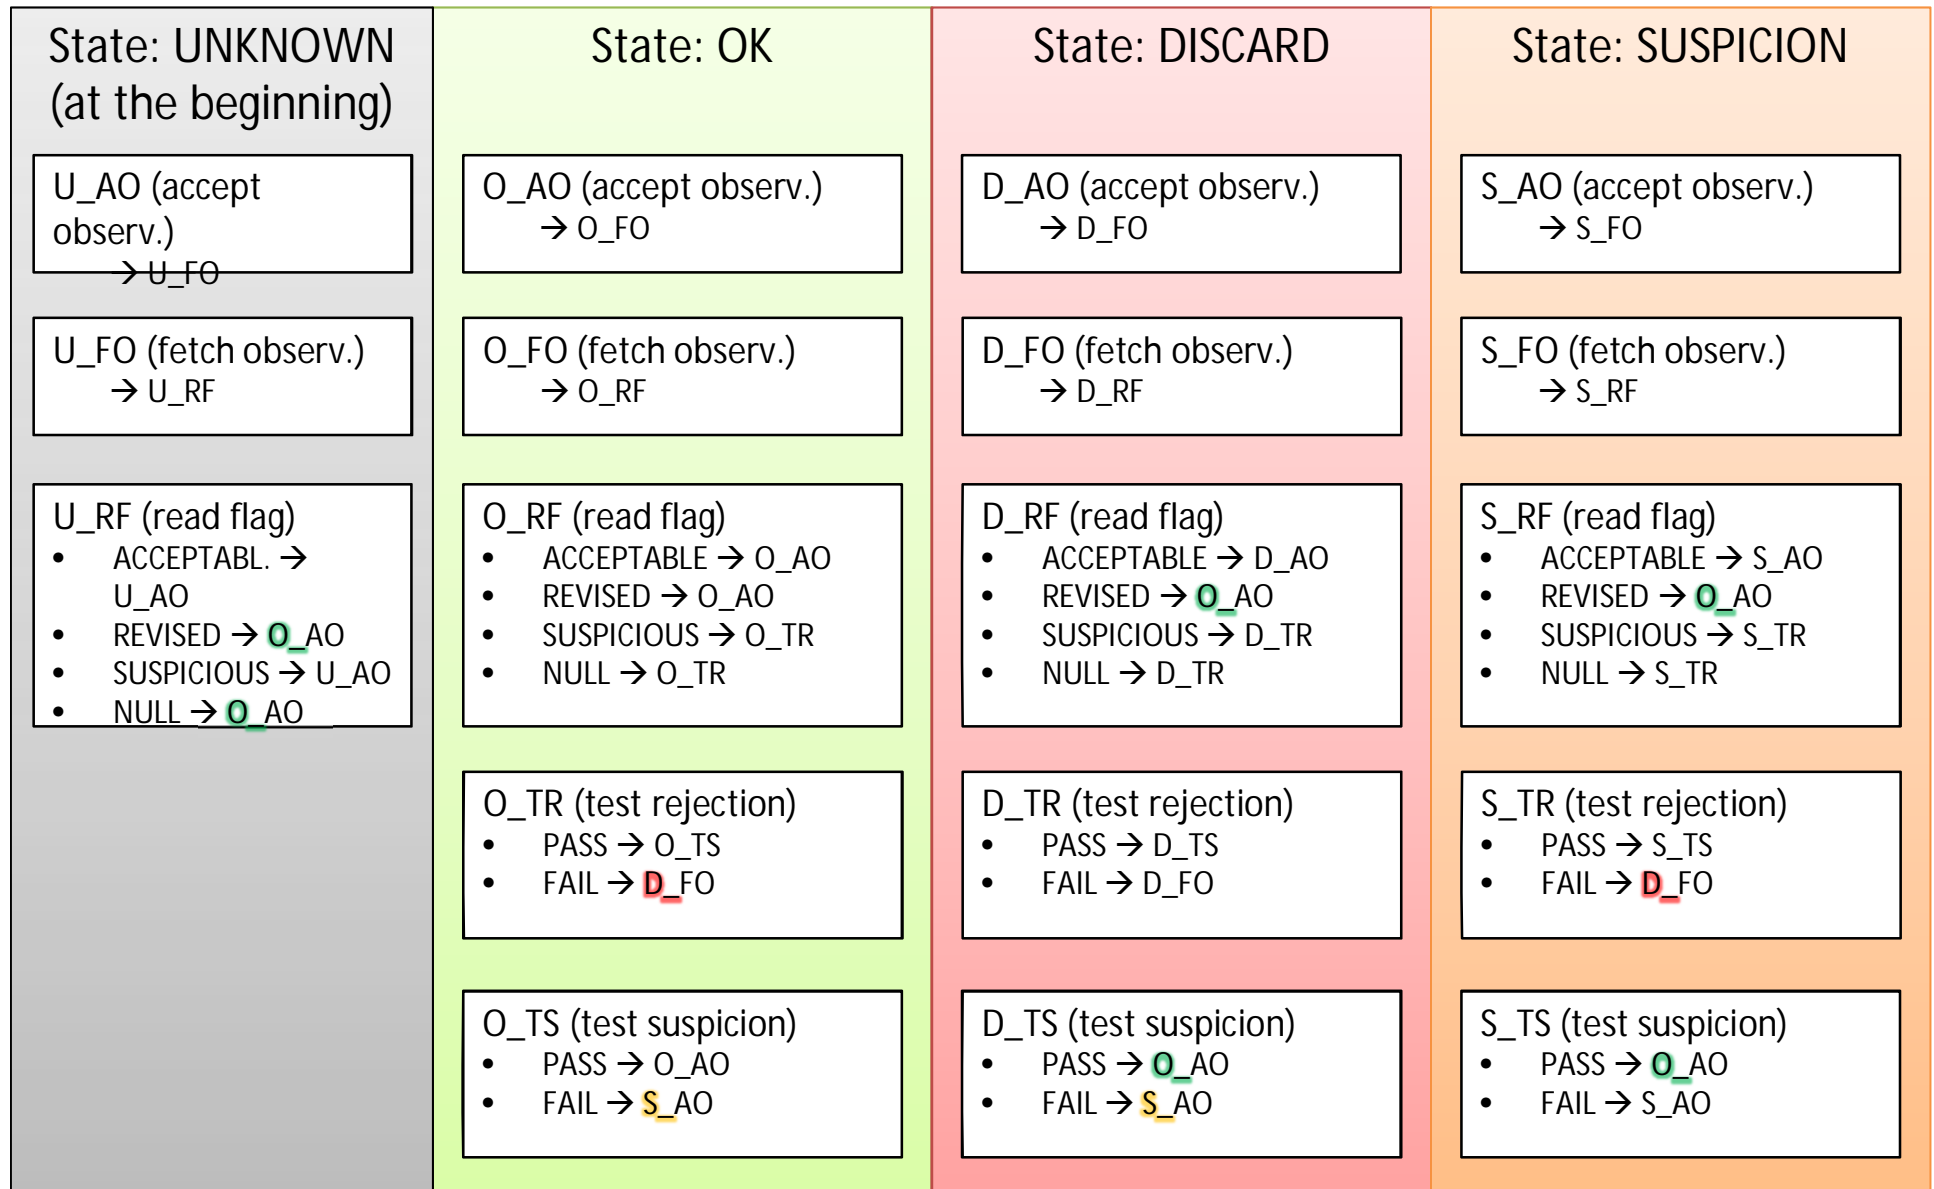 State: UNKNOWN
(at the beginning)
U_AO (accept
observ.)
→ U_FO
U_FO (fetch observ.)
→ U_RF
U_RF (read flag)
• ACCEPTABL. →
U_AO
• REVISED → O_AO
• SUSPICIOUS → U_AO
• NULL → O_AO
State: OK
O_AO (accept observ.)
→ O_FO
O_FO (fetch observ.)
→ O_RF
O_RF (read flag)
• ACCEPTABLE → O_AO
• REVISED → O_AO
• SUSPICIOUS → O_TR
• NULL → O_TR
O_TR (test rejection)
• PASS → O_TS
• FAIL → D_FO
O_TS (test suspicion)
• PASS → O_AO
• FAIL → S_AO
State: DISCARD
D_AO (accept observ.)
→ D_FO
D_FO (fetch observ.)
→ D_RF
D_RF (read flag)
• ACCEPTABLE → D_AO
• REVISED → O_AO
• SUSPICIOUS → D_TR
• NULL → D_TR
D_TR (test rejection)
• PASS → D_TS
• FAIL → D_FO
D_TS (test suspicion)
• PASS → O_AO
• FAIL → S_AO
State: SUSPICION
S_AO (accept observ.)
→ S_FO
S_FO (fetch observ.)
→ S_RF
S_RF (read flag)
• ACCEPTABLE → S_AO
• REVISED → O_AO
• SUSPICIOUS → S_TR
• NULL → S_TR
S_TR (test rejection)
• PASS → S_TS
• FAIL → D_FO
S_TS (test suspicion)
• PASS → O_AO
• FAIL → S_AO